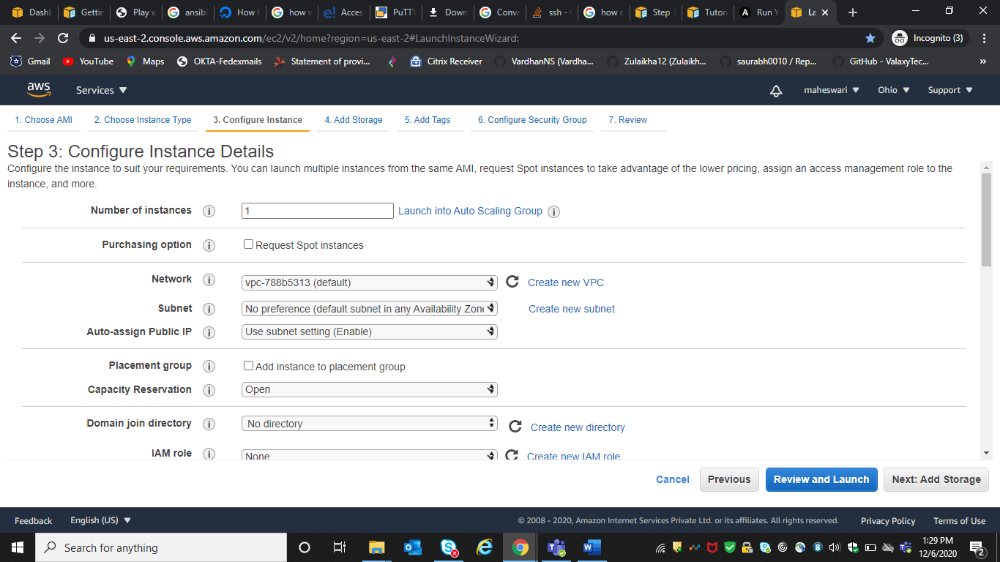 Dashb
Gettin
Play w
ansibl
How t
how w
Acces
PuTTY
Down
Conve
ssh -
how c
Step 1
Tutori
Run Y
La
us-east-2.console.aws.amazon.com/ec2/v2/home?region=us-east-2#LaunchInstanceWizard:
Incognito (3)
Gmail
YouTube
Maps
OKTA-Fedexmails
Statement of provi...
Citrix Receiver
VardhanNS (Vardha...
Zulaikha12 (Zulaikh...
saurabh0010 / Rep...
GitHub - ValaxyTec...
»
aws
Services
maheswari
Ohio
Support
1. Choose AMI
2. Choose Instance Type
3. Configure Instance
4. Add Storage
5. Add Tags
6. Configure Security Group
7. Review
Step 3: Configure Instance Details
Configure the instance to suit your requirements. You can launch multiple instances from the same AMI, request Spot instances to take advantage of the lower pricing, assign an access management role to the
instance, and more.
Number of instances
1
Launch into Auto Scaling Group
Purchasing option
Request Spot instances
Network
vpc-788b5313 (default)
Create new VPC
Subnet
No preference (default subnet in any Availability Zone
Create new subnet
Auto-assign Public IP
Use subnet setting (Enable)
Placement group
Add instance to placement group
Capacity Reservation
Open
Domain join directory
No directory
Create new directory
IAM role
None
Create new IAM role
Cancel
Previous
Review and Launch
Next: Add Storage
Feedback
English (US)
© 2008 - 2020, Amazon Internet Services Private Ltd. or its affiliates. All rights reserved.
Privacy Policy
Terms of Use
Search for anything
1:29 PM
12/6/2020
2